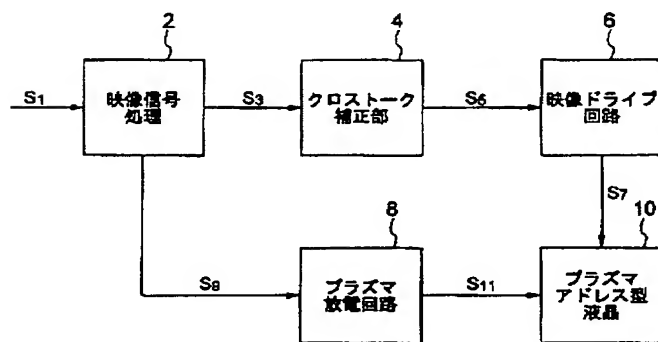 2
4
6
S1
映像信号
処理
S3
クロストーク
補正部
S5
映像ドライブ
回路
S7
8
10
S9
プラズマ
放電回路
S11
プラズマ
アドレス型
液晶